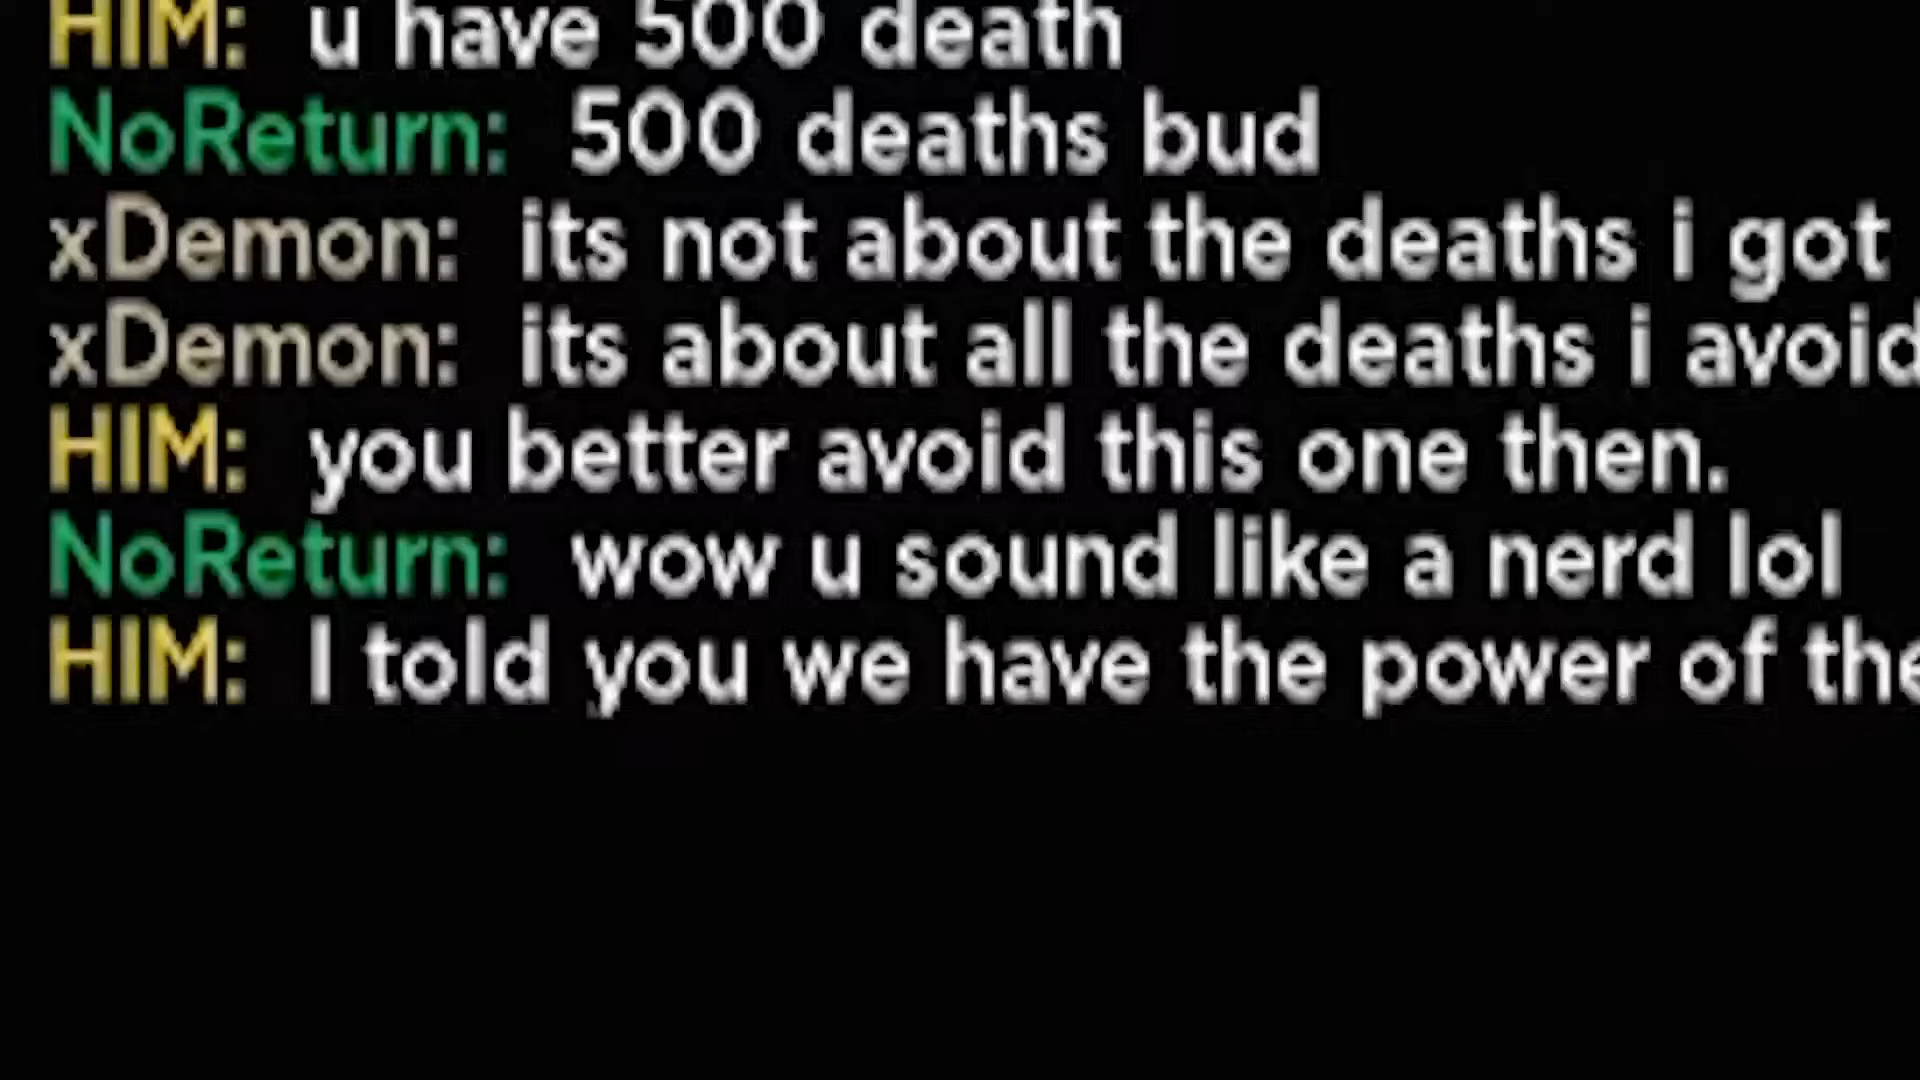 HIM: u have 500 death
NoReturn: 500 deaths bud
xDemon: its not about the deaths i got
xDemon: its about all the deaths i avoid
HIM: you better avoid this one then.
NoReturn: wow u sound like a nerd lol
HIM: I told you we have the power of the